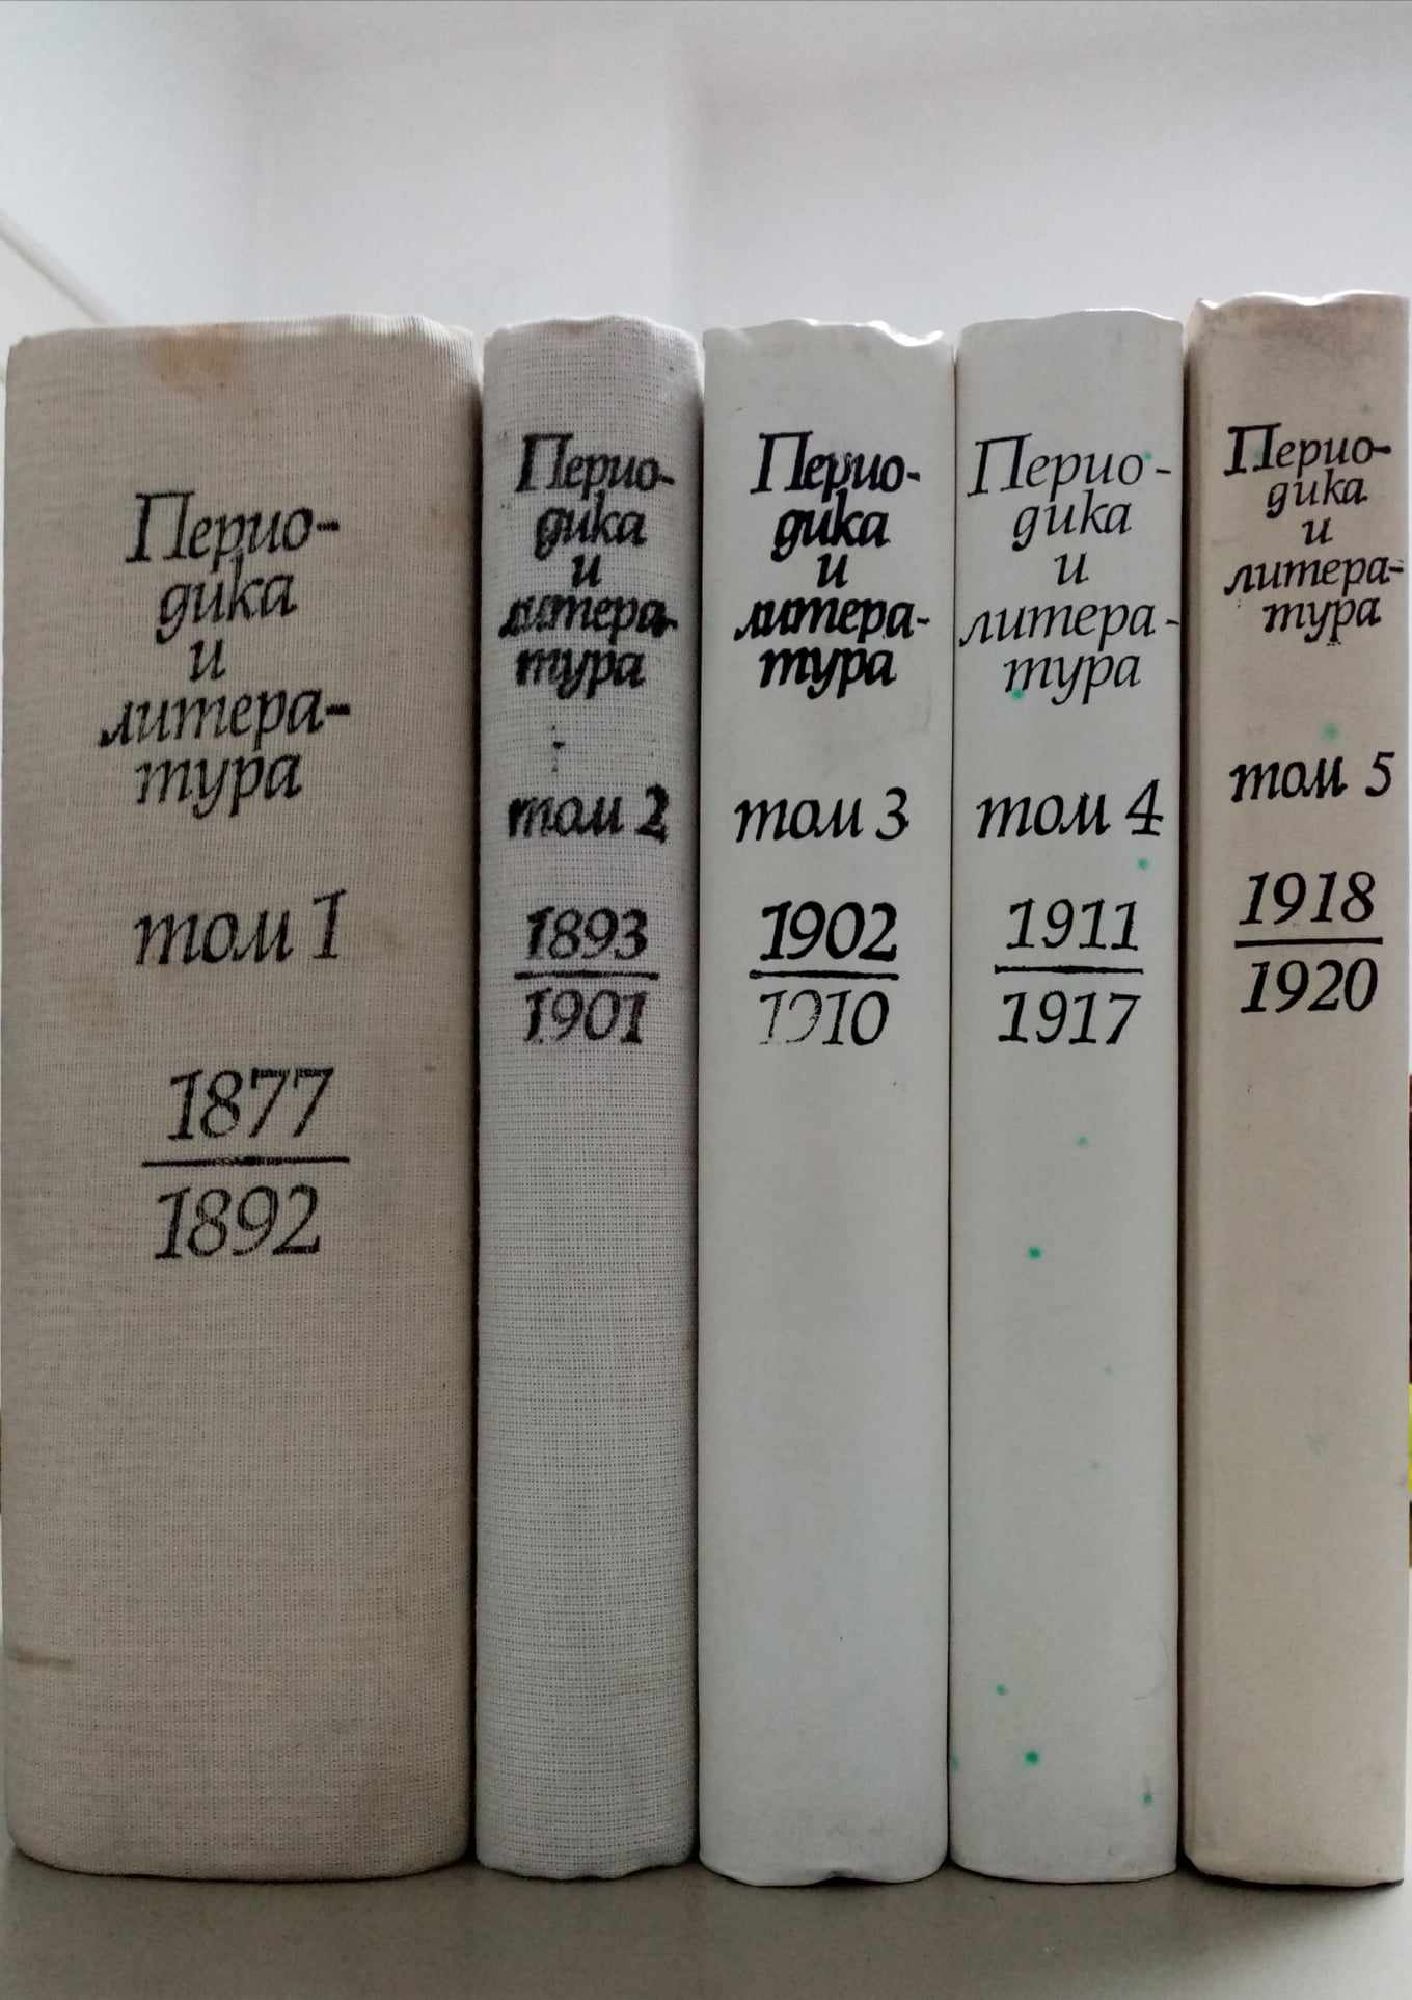 Перио-
дика
и
литера-
тура
том 1
1877
1892
Перио-
дика
и
литера-
тура
том 2
1893
1901
Перио-
дика
и
литера-
тура
том 3
1902
1910
Перио-
дика
и
литера-
тура
том 4
1911
1917
Перио-
дика
и
литера-
тура
том 5
1918
1920